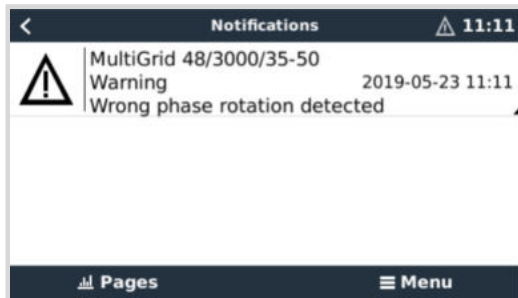 Notifications
11:11
MultiGrid 48/3000/35-50
Warning
2019-05-23 11:11
Wrong phase rotation detected
Pages
Menu